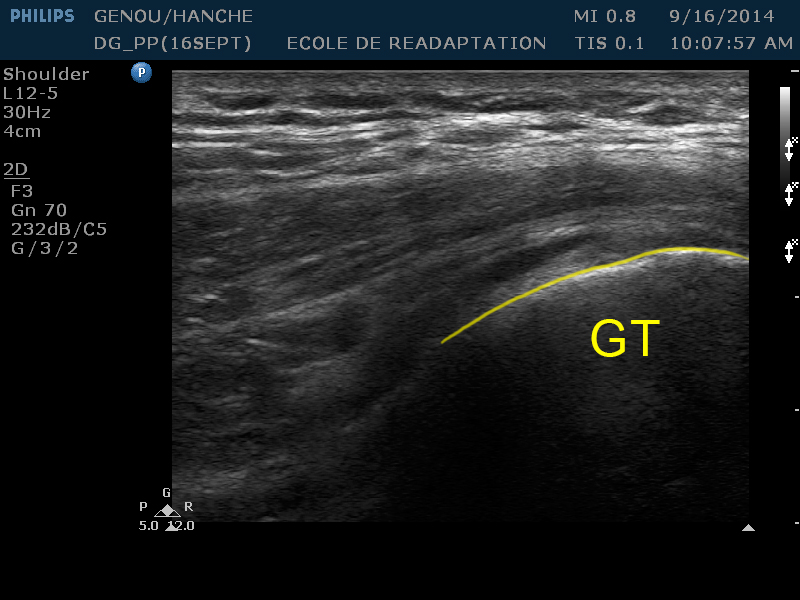 PHILIPS GENOU/HANCHE MI 0.8 9/16/2014
DG_PP(16SEPT) ECOLE DE READAPTATION TIS 0.1 10:07:57 AM
Shoulder
L12-5
30Hz
4cm
P
2D
F3
Gn 70
232dB/C5
G/3/2
GT
G
P R
5.0 12.0